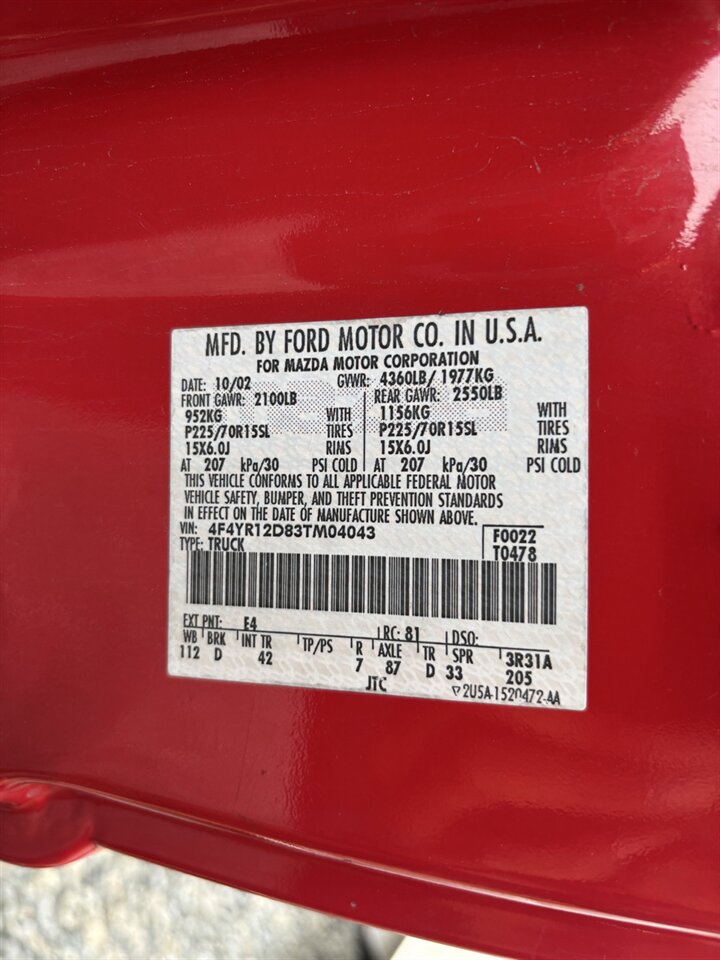 MFD. BY FORD MOTOR CO. IN U.S.A.
FOR MAZDA MOTOR CORPORATION
DATE: 10/02 GVWR: 4360LB/ 1977KG
FRONT GAWR: 2100LB REAR GAWR: 2550LB
952KG WITH 1156KG WITH
P225/70R15SL TIRES P225/70R15SL TIRES
15X6.0J RIMS 15X6.0J RIMS
AT 207 kPa/30 PSI COLD AT 207 kPa/30 PSI COLD
THIS VEHICLE CONFORMS TO ALL APPLICABLE FEDERAL MOTOR
VEHICLE SAFETY, BUMPER, AND THEFT PREVENTION STANDARDS
IN EFFECT ON THE DATE OF MANUFACTURE SHOWN ABOVE.
VIN: 4F4YR12D83TM04043 F0022
TYPE: TRUCK T0478
EXT PNT: E4 RC: 81 DSO:
WB BRK INT TR TP/PS R AXLE TR SPR 3R31A
112 D 42 7 87 D 33 205
JTC ▽2U5A-1520472-AA